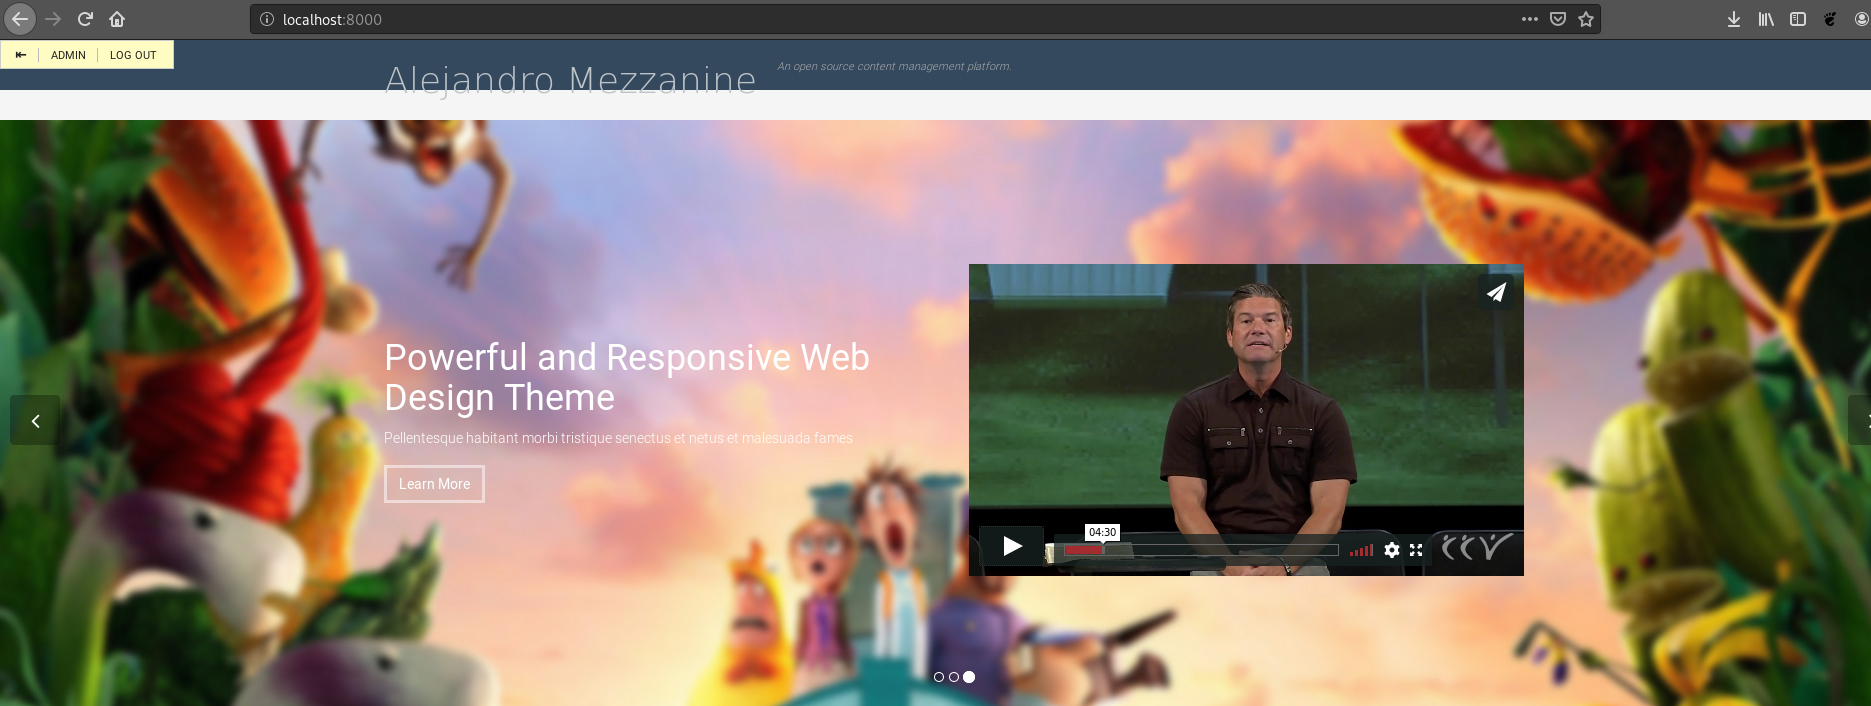 localhost:8000
ADMIN
LOG OUT
Alejandro Mezzanine
An open source content management platform.
Powerful and Responsive Web
Design Theme
Pellentesque habitant morbi tristique senectus et netus et malesuada fames
Learn More
04:30